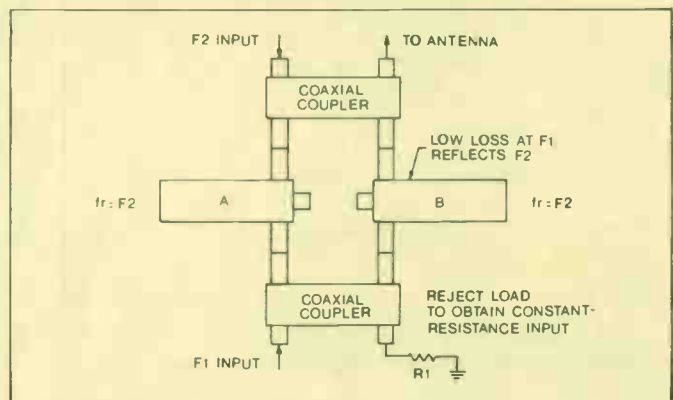 F2 INPUT
TO ANTENNA
COAXIAL
COUPLER
LOW LOSS AT F1
REFLECTS F2
fr = F2
A
B
fr = F2
COAXIAL
COUPLER
REJECT LOAD
TO OBTAIN CONSTANT-
RESISTANCE INPUT
F1 INPUT
R1